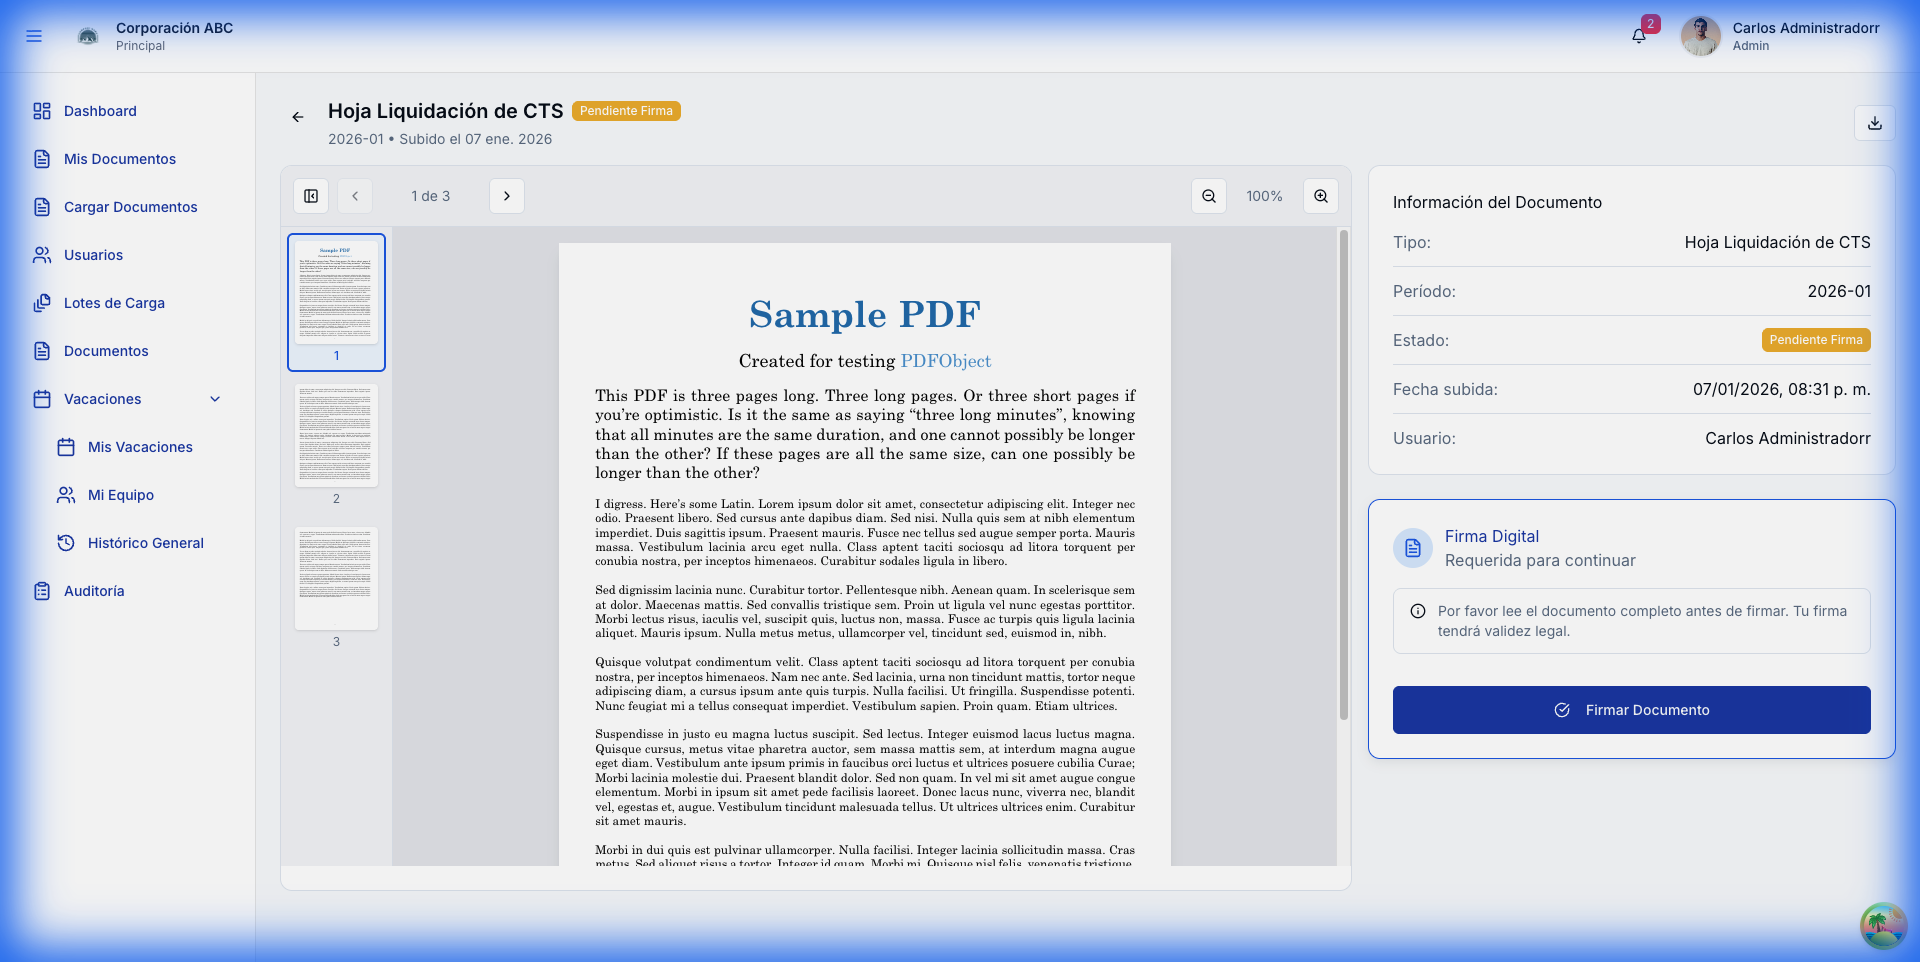 Corporación ABC
Principal
2
Carlos Administradorr
Admin
Dashboard
Mis Documentos
Cargar Documentos
Usuarios
Lotes de Carga
Documentos
Vacaciones
Mis Vacaciones
Mi Equipo
Histórico General
Auditoría
Hoja Liquidación de CTS
Pendiente Firma
2026-01 • Subido el 07 ene. 2026
1 de 3
100%
1
2
3
Sample PDF
Created for testing PDFObject
This PDF is three pages long. Three long pages. Or three short pages if
you’re optimistic. Is it the same as saying “three long minutes”, knowing
that all minutes are the same duration, and one cannot possibly be longer
than the other? If these pages are all the same size, can one possibly be
longer than the other?
I digress. Here’s some Latin. Lorem ipsum dolor sit amet, consectetur adipiscing elit. Integer nec
odio. Praesent libero. Sed cursus ante dapibus diam. Sed nisi. Nulla quis sem at nibh elementum
imperdiet. Duis sagittis ipsum. Praesent mauris. Fusce nec tellus sed augue semper porta. Mauris
massa. Vestibulum lacinia arcu eget nulla. Class aptent taciti sociosqu ad litora torquent per
conubia nostra, per inceptos himenaeos. Curabitur sodales ligula in libero.
Sed dignissim lacinia nunc. Curabitur tortor. Pellentesque nibh. Aenean quam. In scelerisque sem
at dolor. Maecenas mattis. Sed convallis tristique sem. Proin ut ligula vel nunc egestas porttitor.
Morbi lectus risus, iaculis vel, suscipit quis, luctus non, massa. Fusce ac turpis quis ligula lacinia
aliquet. Mauris ipsum. Nulla metus metus, ullamcorper vel, tincidunt sed, euismod in, nibh.
Quisque volutpat condimentum velit. Class aptent taciti sociosqu ad litora torquent per conubia
nostra, per inceptos himenaeos. Nam nec ante. Sed lacinia, urna non tincidunt mattis, tortor neque
adipiscing diam, a cursus ipsum ante quis turpis. Nulla facilisi. Ut fringilla. Suspendisse potenti.
Nunc feugiat mi a tellus consequat imperdiet. Vestibulum sapien. Proin quam. Etiam ultrices.
Suspendisse in justo eu magna luctus suscipit. Sed lectus. Integer euismod lacus luctus magna.
Quisque cursus, metus vitae pharetra auctor, sem massa mattis sem, at interdum magna augue
eget diam. Vestibulum ante ipsum primis in faucibus orci luctus et ultrices posuere cubilia Curae;
Morbi lacinia molestie dui. Praesent blandit dolor. Sed non quam. In vel mi sit amet augue congue
elementum. Morbi in ipsum sit amet pede facilisis laoreet. Donec lacus nunc, viverra nec, blandit
vel, egestas et, augue. Vestibulum tincidunt malesuada tellus. Ut ultrices ultrices enim. Curabitur
sit amet mauris.
Morbi in dui quis est pulvinar ullamcorper. Nulla facilisi. Integer lacinia sollicitudin massa. Cras
metus. Sed aliquet risus a tortor. Integer id quam. Morbi mi. Quisque nisl felis, venenatis tristique,
Información del Documento
Tipo: Hoja Liquidación de CTS
Período: 2026-01
Estado: Pendiente Firma
Fecha subida: 07/01/2026, 08:31 p. m.
Usuario: Carlos Administradorr
Firma Digital
Requerida para continuar
Por favor lee el documento completo antes de firmar. Tu firma
tendrá validez legal.
Firmar Documento